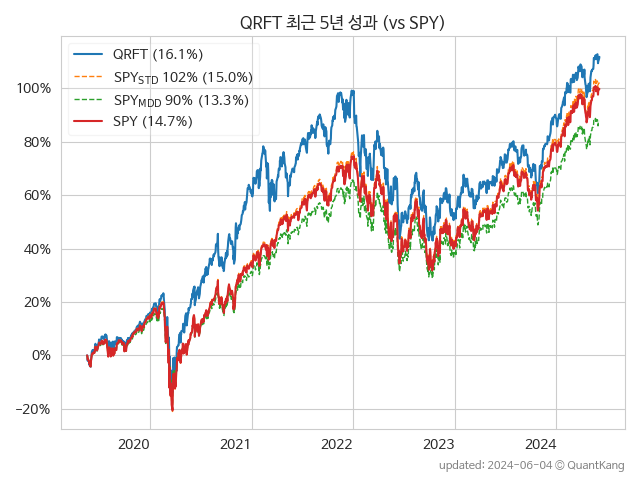 QRFT 최근 5년 성과 (vs SPY)
QRFT (16.1%)
SPYSTD 102% (15.0%)
SPYMDD 90% (13.3%)
SPY (14.7%)
100%
80%
60%
40%
20%
0%
−20%
2020 2021 2022 2023 2024
updated: 2024-06-04 © QuantKang